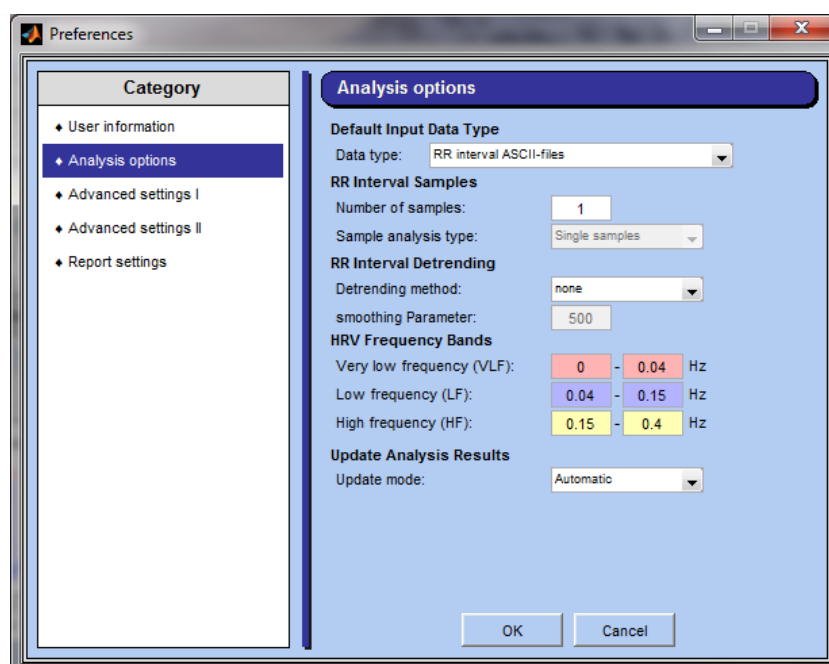 Preferences
Category
User information
Analysis options
Advanced settings I
Advanced settings II
Report settings
Analysis options
Default Input Data Type
Data type: RR interval ASCII-files
RR Interval Samples
Number of samples: 1
Sample analysis type: Single samples
RR Interval Detrending
Detrending method: none
smoothing Parameter: 500
HRV Frequency Bands
Very low frequency (VLF): 0 - 0.04 Hz
Low frequency (LF): 0.04 - 0.15 Hz
High frequency (HF): 0.15 - 0.4 Hz
Update Analysis Results
Update mode: Automatic
OK Cancel